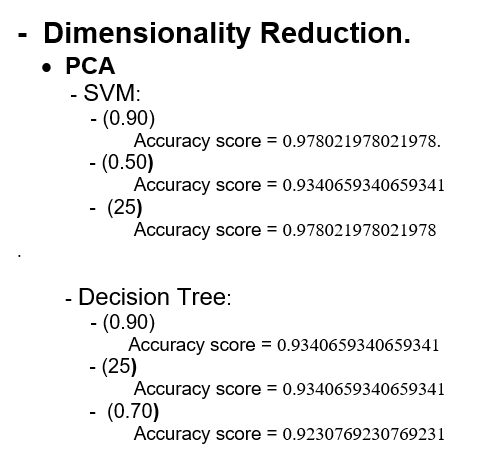 - Dimensionality Reduction.
• PCA
- SVM:
- (0.90)
Accuracy score = 0.978021978021978.
- (0.50)
Accuracy score = 0.9340659340659341
- (25)
Accuracy score = 0.978021978021978
.
- Decision Tree:
- (0.90)
Accuracy score = 0.9340659340659341
- (25)
Accuracy score = 0.9340659340659341
- (0.70)
Accuracy score = 0.9230769230769231